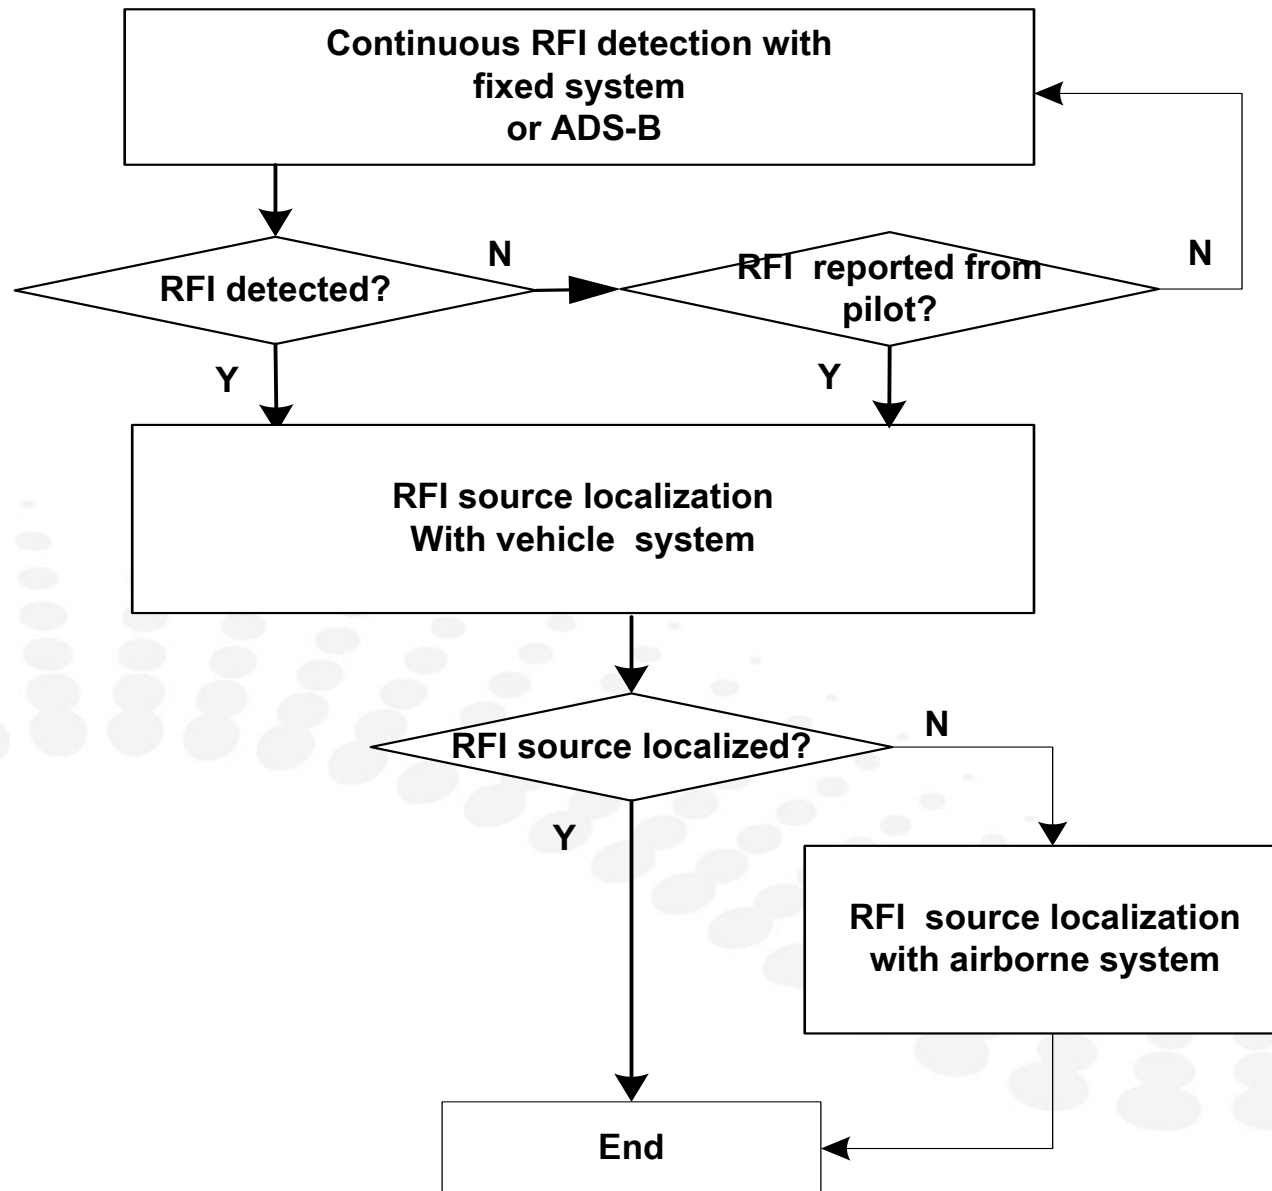 Continuous RFI detection with
fixed system
or ADS-B
RFI detected?
N
RFI reported from
pilot?
N
Y
Y
RFI source localization
With vehicle system
RFI source localized?
N
Y
RFI source localization
with airborne system
End